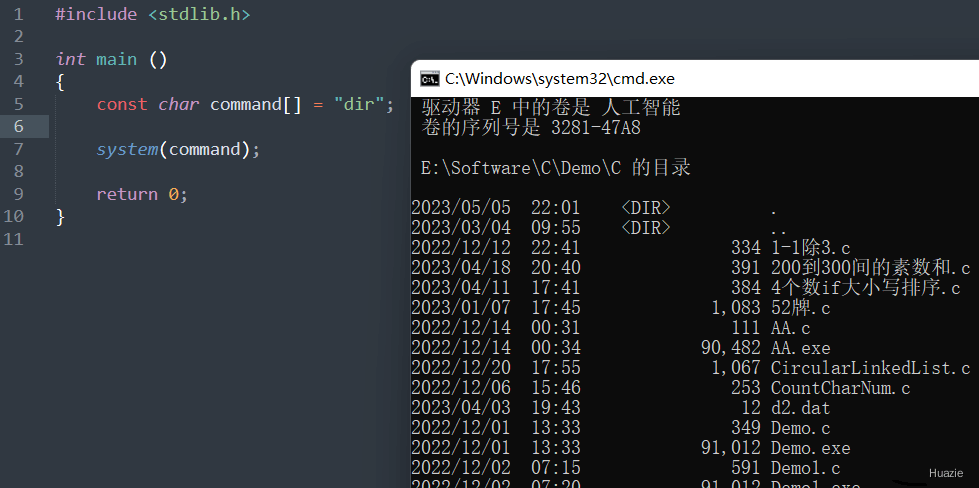 1 #include <stdlib.h>
2
3 int main ()
4 {
5 const char command[] = "dir";
6
7 system(command);
8
9 return 0;
10 }
11
C:\Windows\system32\cmd.exe
驱动器 E 中的卷是 人工智能
卷的序列号是 3281-47A8
E:\Software\C\Demo\C 的目录
2023/05/05 22:01 <DIR> .
2023/03/04 09:55 <DIR> ..
2022/12/12 22:41 334 1-1除3.c
2023/04/18 20:40 391 200到300间的素数和.c
2023/04/11 17:41 384 4个数if大小写排序.c
2023/01/07 17:45 1,083 52牌.c
2022/12/14 00:31 111 AA.c
2022/12/14 00:34 90,482 AA.exe
2022/12/20 17:55 1,067 CircularLinkedList.c
2022/12/06 15:46 253 CountCharNum.c
2023/04/03 19:43 12 d2.dat
2022/12/01 13:33 349 Demo.c
2022/12/01 13:33 91,012 Demo.exe
2022/12/02 07:15 591 Demo1.c
2022/12/02 07:20 91,012 Demo1.exe
Huazie